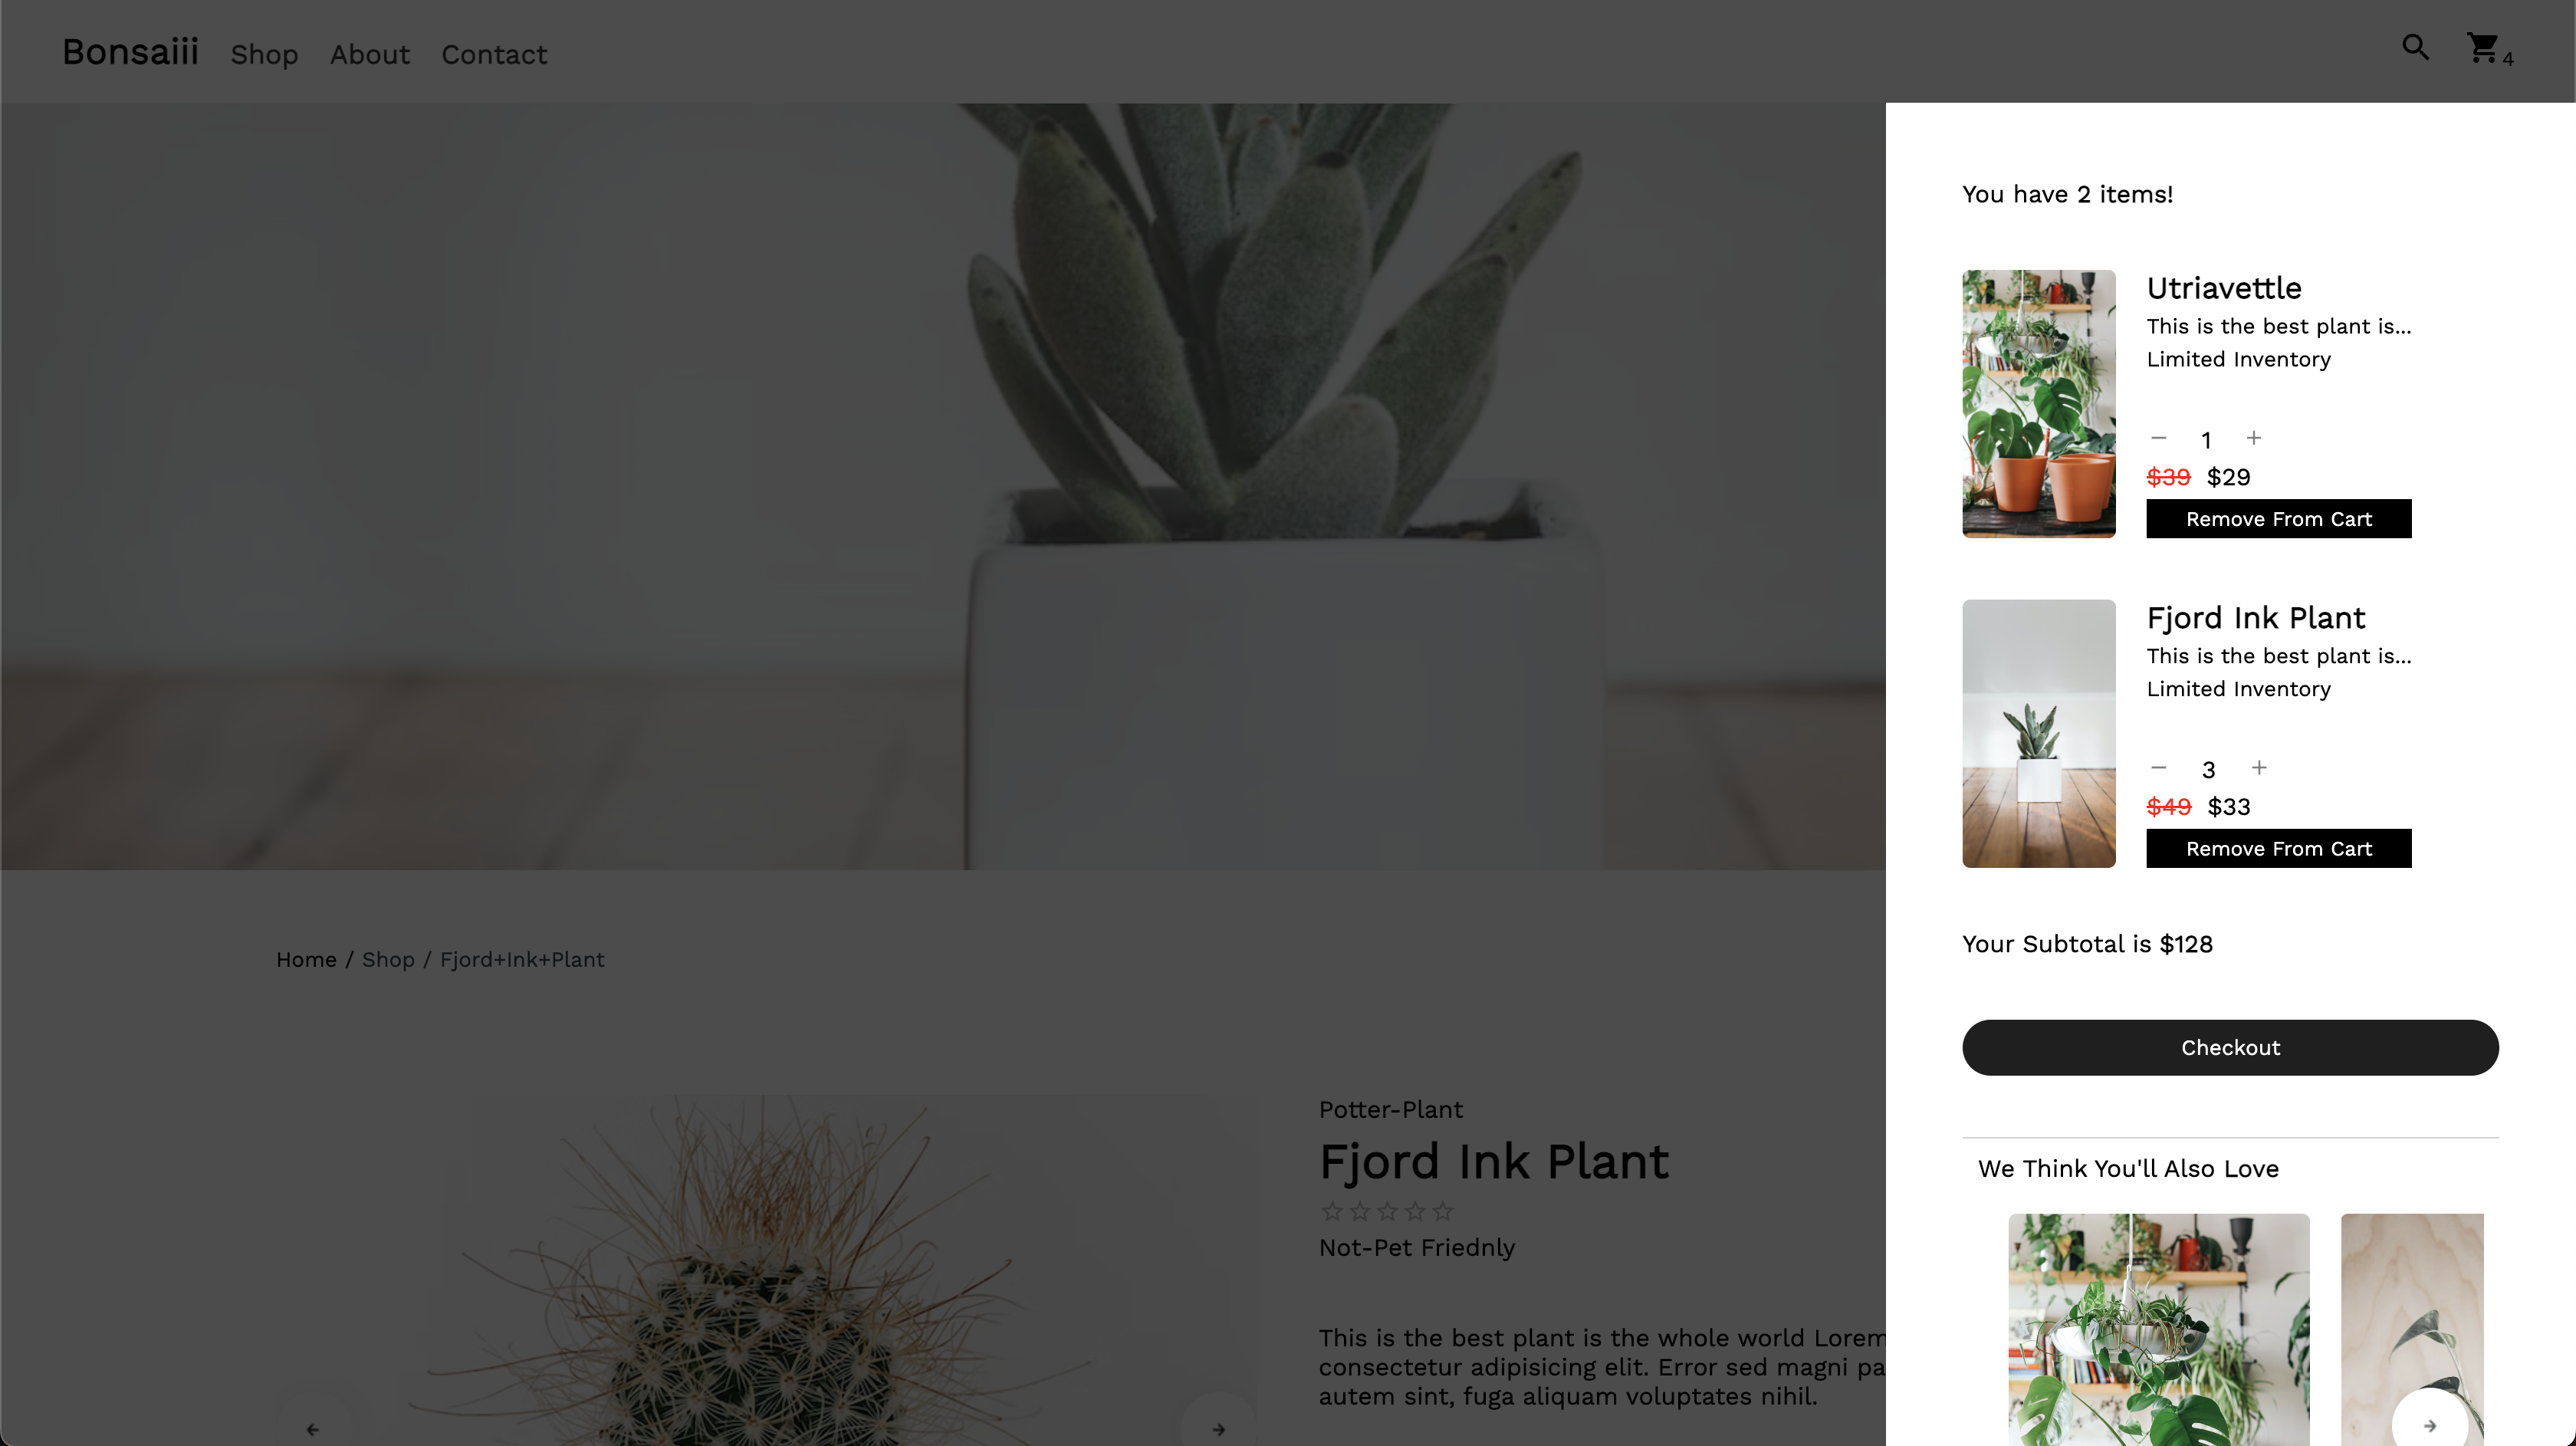 Bonsaiii Shop About Contact
4
You have 2 items!
Utriavettle
This is the best plant is...
Limited Inventory
− 1 +
$39 $29
Remove From Cart
Fjord Ink Plant
This is the best plant is...
Limited Inventory
− 3 +
$49 $33
Remove From Cart
Your Subtotal is $128
Checkout
We Think You'll Also Love
Home / Shop / Fjord+Ink+Plant
Potter-Plant
Fjord Ink Plant
Not-Pet Friednly
This is the best plant is the whole world Lorem
consectetur adipisicing elit. Error sed magni pa
autem sint, fuga aliquam voluptates nihil.